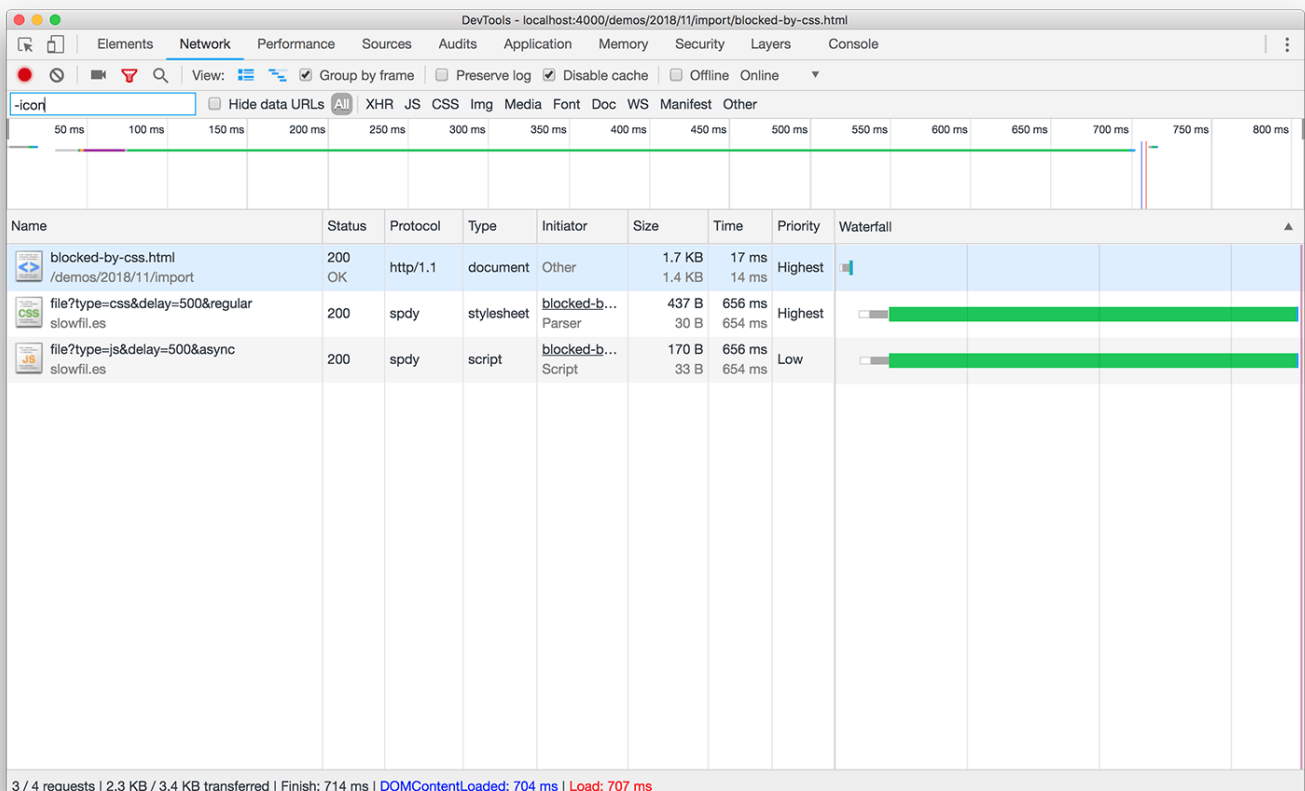 DevTools - localhost:4000/demos/2018/11/import/blocked-by-css.html
Elements Network Performance Sources Audits Application Memory Security Layers Console
View: Group by frame Preserve log Disable cache Offline Online
-icon Hide data URLs All XHR JS CSS Img Media Font Doc WS Manifest Other
50 ms 100 ms 150 ms 200 ms 250 ms 300 ms 350 ms 400 ms 450 ms 500 ms 550 ms 600 ms 650 ms 700 ms 750 ms 800 ms
Name Status Protocol Type Initiator Size Time Priority Waterfall
blocked-by-css.html 200 http/1.1 document Other 1.7 KB 17 ms Highest
/demos/2018/11/import OK 1.4 KB 14 ms
CSS file?type=css&delay=500&regular 200 spdy stylesheet blocked-b... 437 B 656 ms Highest
slowfil.es Parser 30 B 654 ms
JS file?type=js&delay=500&async 200 spdy script blocked-b... 170 B 656 ms Low
slowfil.es Script 33 B 654 ms
3 / 4 requests | 2.3 KB / 3.4 KB transferred | Finish: 714 ms | DOMContentLoaded: 704 ms | Load: 707 ms